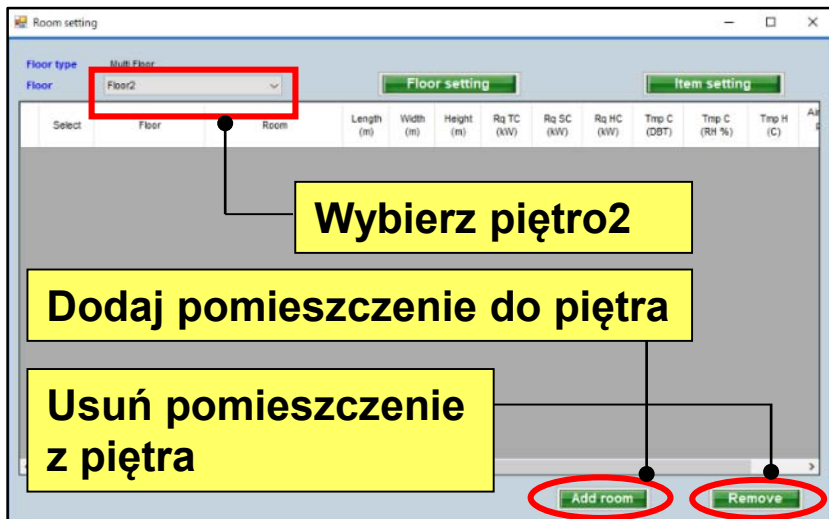 Room setting
Floor type Multi Floor
Floor Floor2
Floor setting
Item setting
Select Floor Room Length (m) Width (m) Height (m) Rq TC (kW) Rq SC (kW) Rq HC (kW) Tmp C (DBT) Tmp C (RH %) Tmp H (C)
Wybierz piętro2
Dodaj pomieszczenie do piętra
Usuń pomieszczenie
z piętra
Add room
Remove